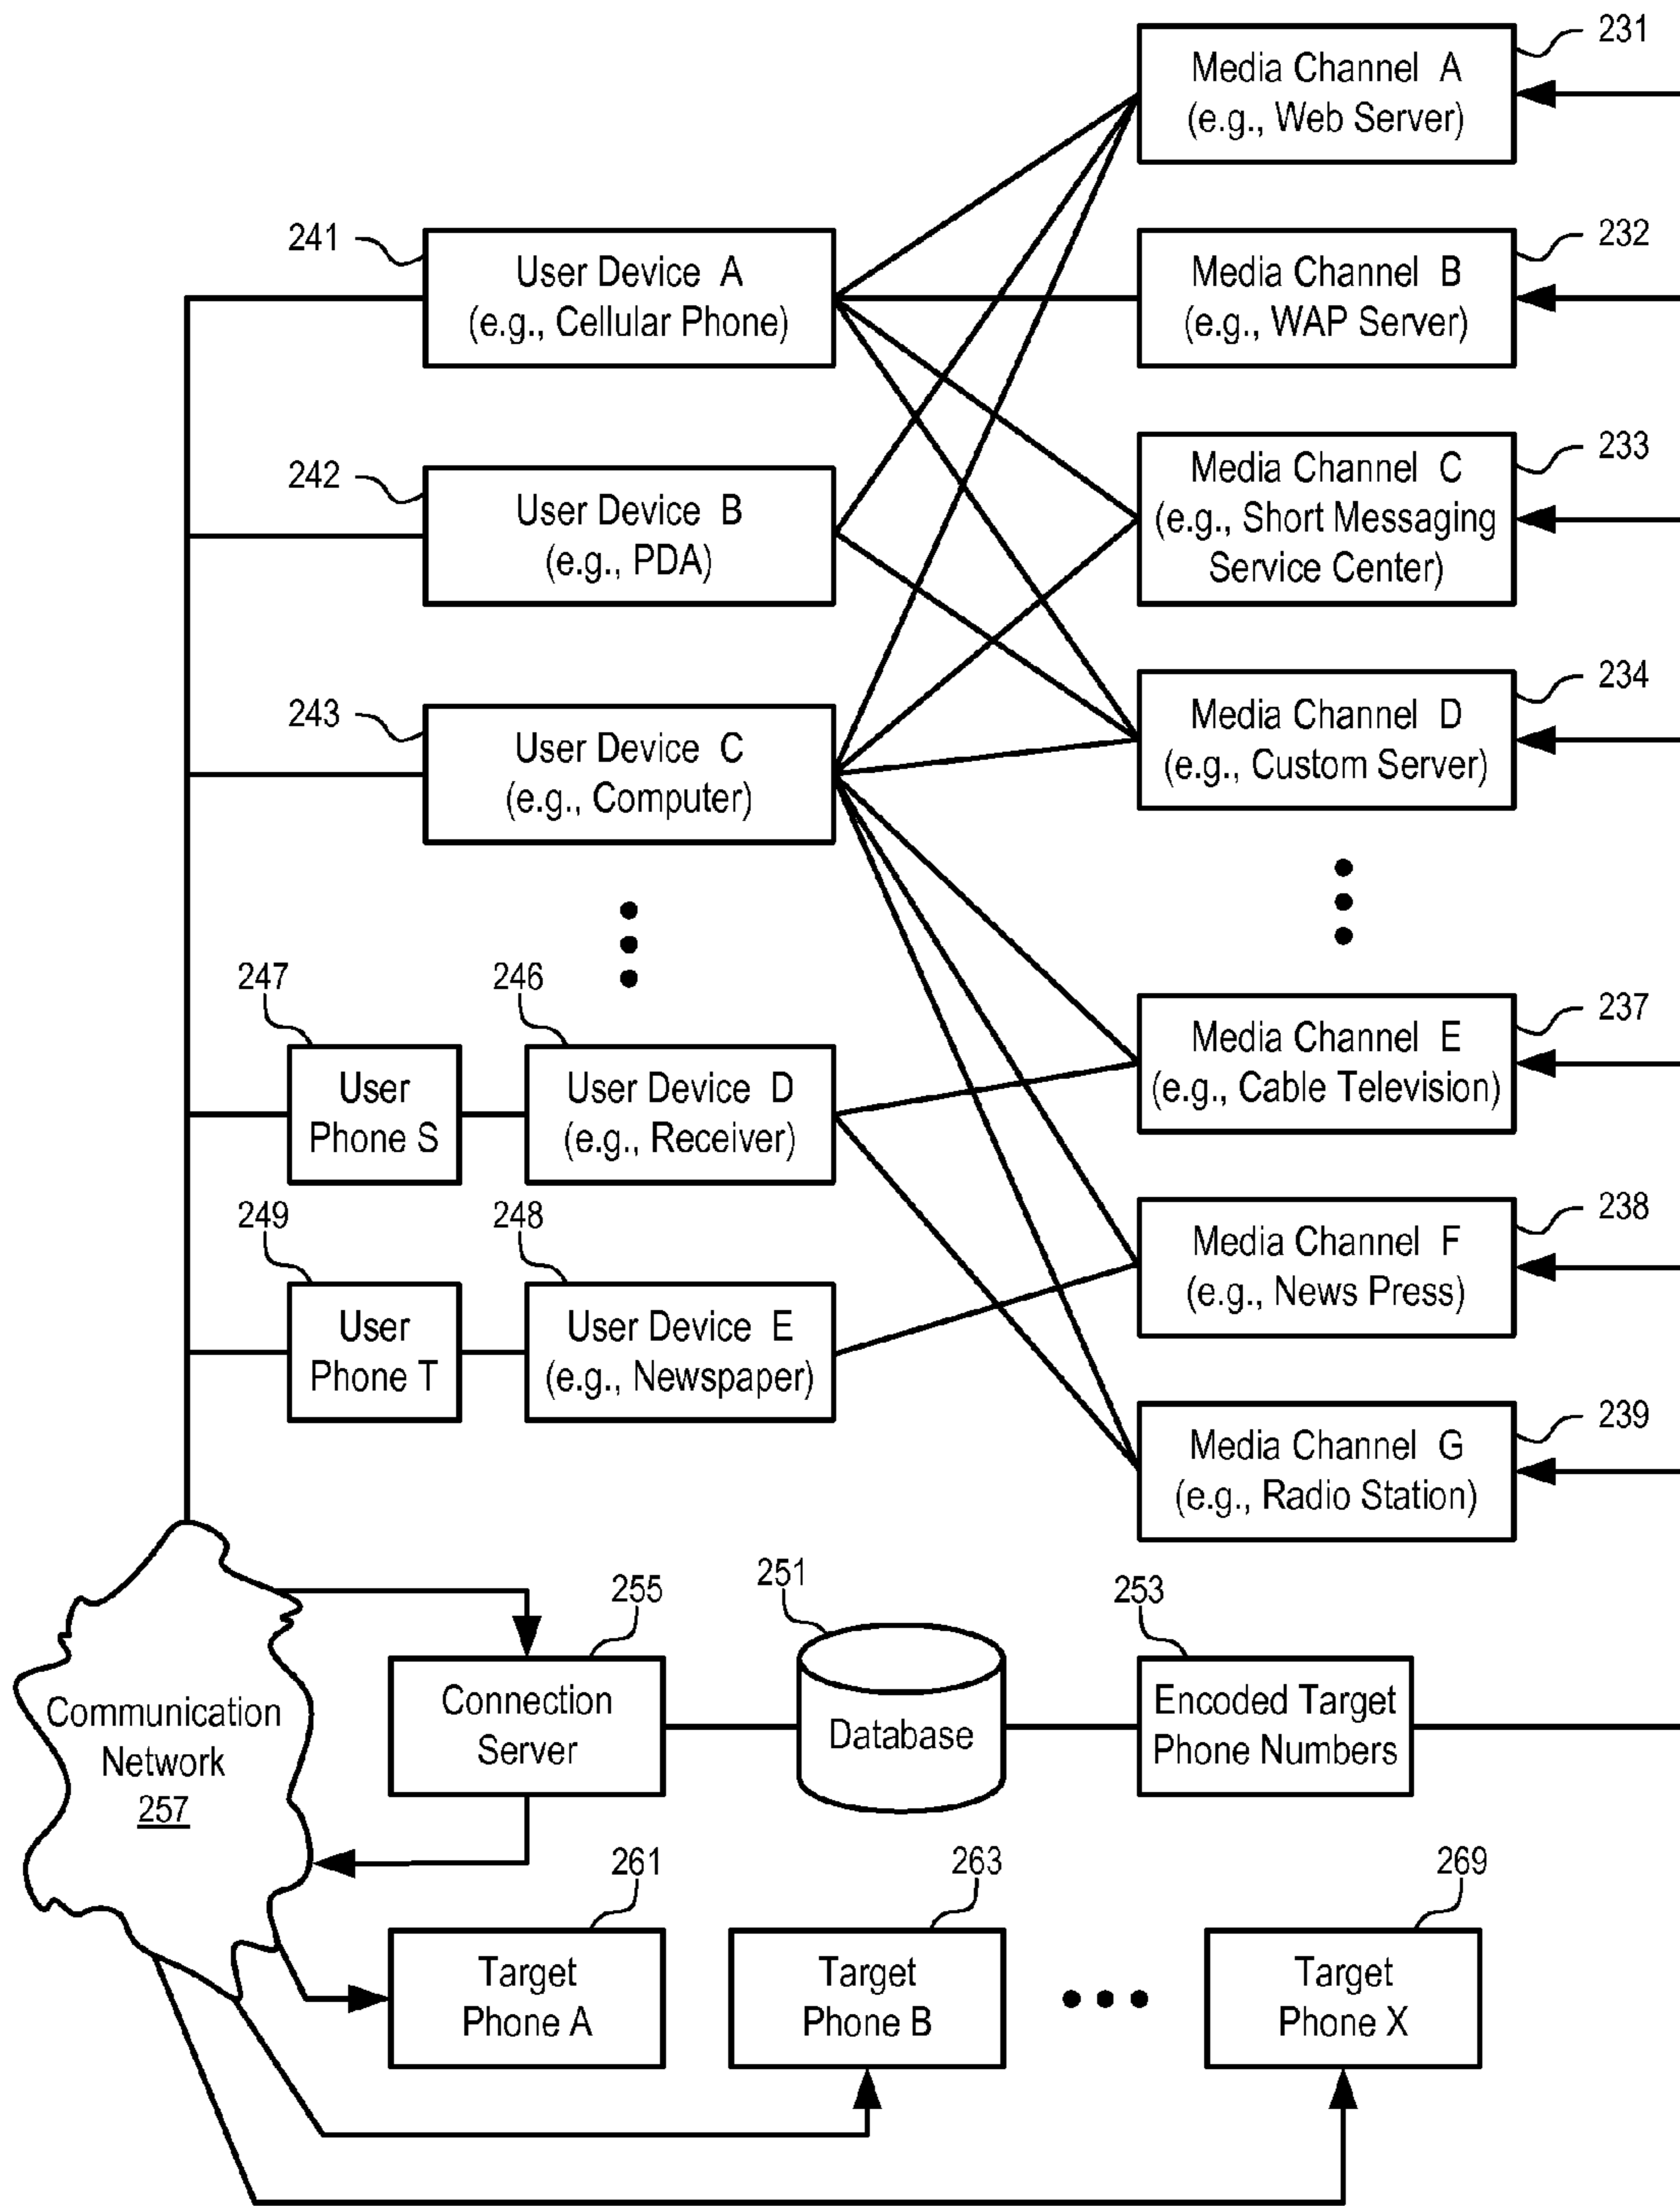 231
Media Channel A
(e.g., Web Server)
241
User Device A
(e.g., Cellular Phone)
232
Media Channel B
(e.g., WAP Server)
242
User Device B
(e.g., PDA)
233
Media Channel C
(e.g., Short Messaging
Service Center)
243
User Device C
(e.g., Computer)
234
Media Channel D
(e.g., Custom Server)
247
User
Phone S
246
User Device D
(e.g., Receiver)
237
Media Channel E
(e.g., Cable Television)
249
User
Phone T
248
User Device E
(e.g., Newspaper)
238
Media Channel F
(e.g., News Press)
239
Media Channel G
(e.g., Radio Station)
Communication
Network
257
255
Connection
Server
251
Database
253
Encoded Target
Phone Numbers
261
Target
Phone A
263
Target
Phone B
269
Target
Phone X